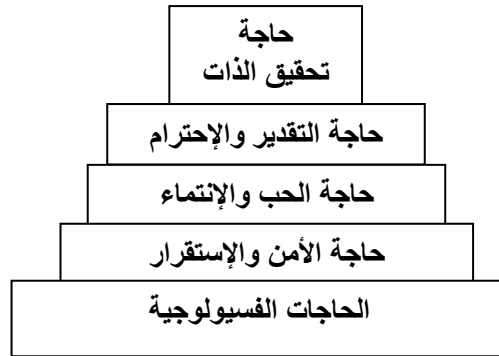 حاجة
تحقيق الذات
حاجة التقدير والإحترام
حاجة الحب والإنتماء
حاجة الأمن والإستقرار
الحاجات الفسيولوجية